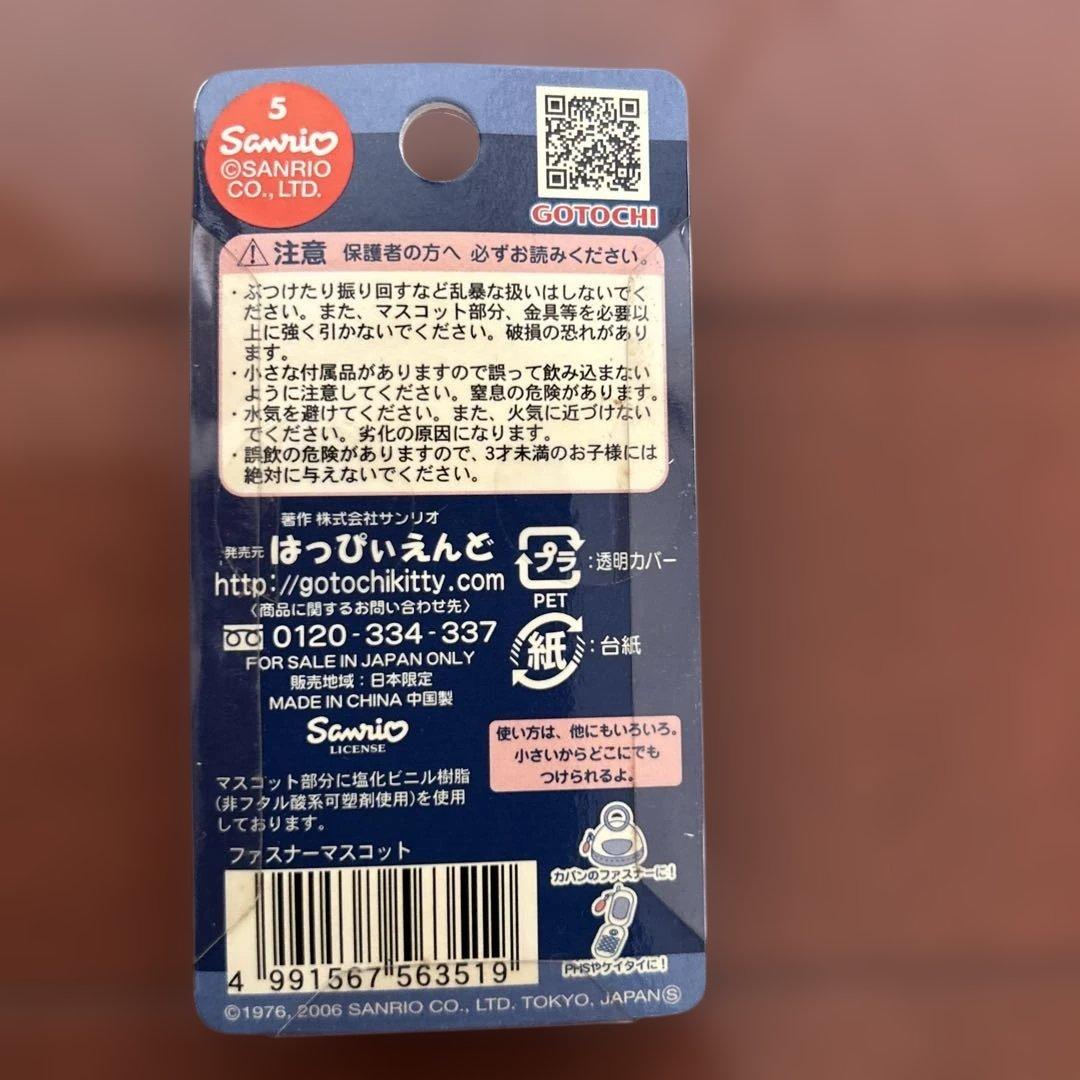 5
Sanrio
©SANRIO
CO., LTD.
GOTOCHI
注意 保護者の方へ 必ずお読みください。
・ぶつけたり振り回すなど乱暴な扱いはしないでく
ださい。また、マスコット部分、金具等を必要以
上に強く引かないでください。破損の恐れがあり
ます。
・小さな付属品がありますので誤って飲み込まない
ように注意してください。窒息の危険があります。
・水気を避けてください。また、火気に近づけない
でください。劣化の原因になります。
・誤飲の危険がありますので、3才未満のお子様には
絶対に与えないでください。
著作 株式会社サンリオ
発売元 はっぴぃえんど
http://gotochikitty.com
〈商品に関するお問い合わせ先〉
0120-334-337
FOR SALE IN JAPAN ONLY
販売地域：日本限定
MADE IN CHINA 中国製
Sanrio
LICENSE
プラ：透明カバー
PET
紙：台紙
使い方は、他にもいろいろ。
小さいからどこにでも
つけられるよ。
マスコット部分に塩化ビニル樹脂
(非フタル酸系可塑剤使用)を使用
しております。
ファスナーマスコット
カバンのファスナーに！
PHSやケイタイに！
4 991567 563519
©1976, 2006 SANRIO CO., LTD. TOKYO, JAPAN Ⓢ